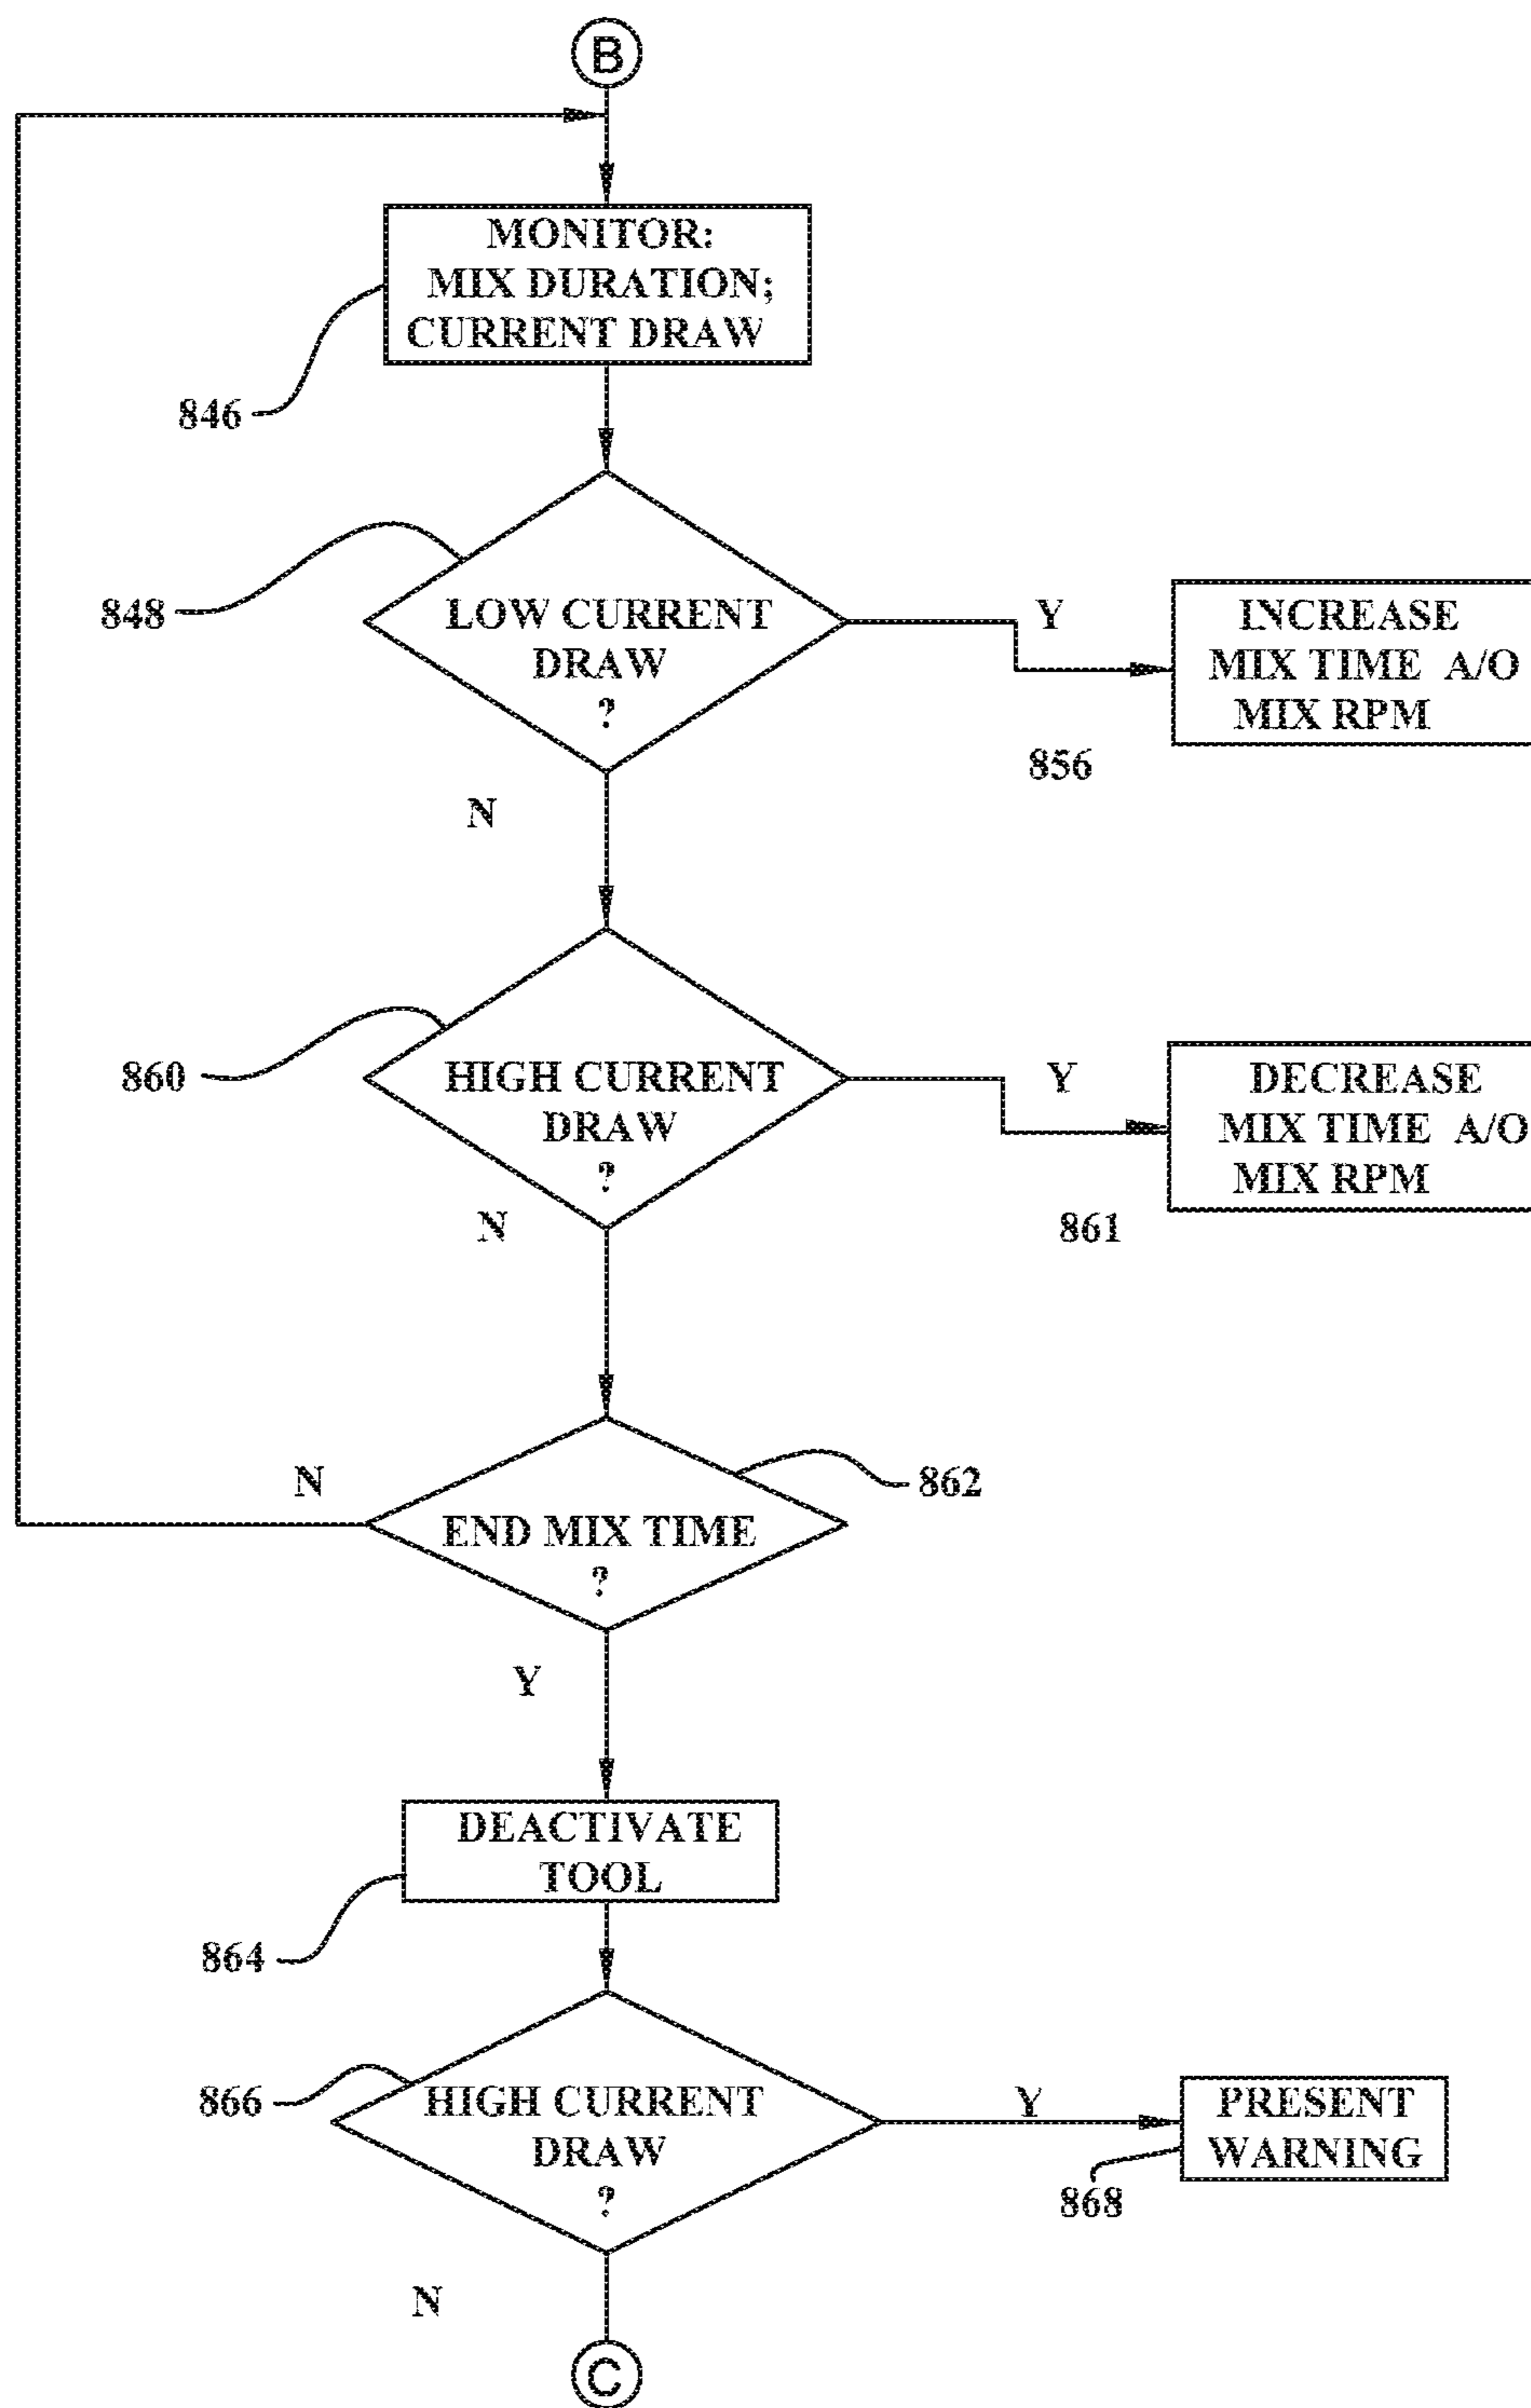 B
MONITOR:
MIX DURATION;
CURRENT DRAW
846
848
LOW CURRENT
DRAW
?
Y
INCREASE
MIX TIME A/O
MIX RPM
856
N
860
HIGH CURRENT
DRAW
?
Y
DECREASE
MIX TIME A/O
MIX RPM
861
N
862
N
END MIX TIME
?
Y
DEACTIVATE
TOOL
864
866
HIGH CURRENT
DRAW
?
Y
PRESENT
WARNING
868
N
C